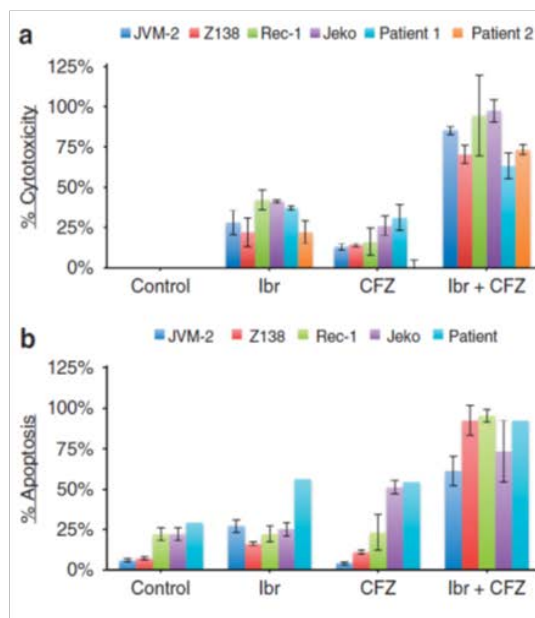 a
JVM-2 Z138 Rec-1 Jeko Patient 1 Patient 2
% Cytotoxicity
125%
100%
75%
50%
25%
0%
Control Ibr CFZ Ibr + CFZ
b
JVM-2 Z138 Rec-1 Jeko Patient
% Apoptosis
125%
100%
75%
50%
25%
0%
Control Ibr CFZ Ibr + CFZ